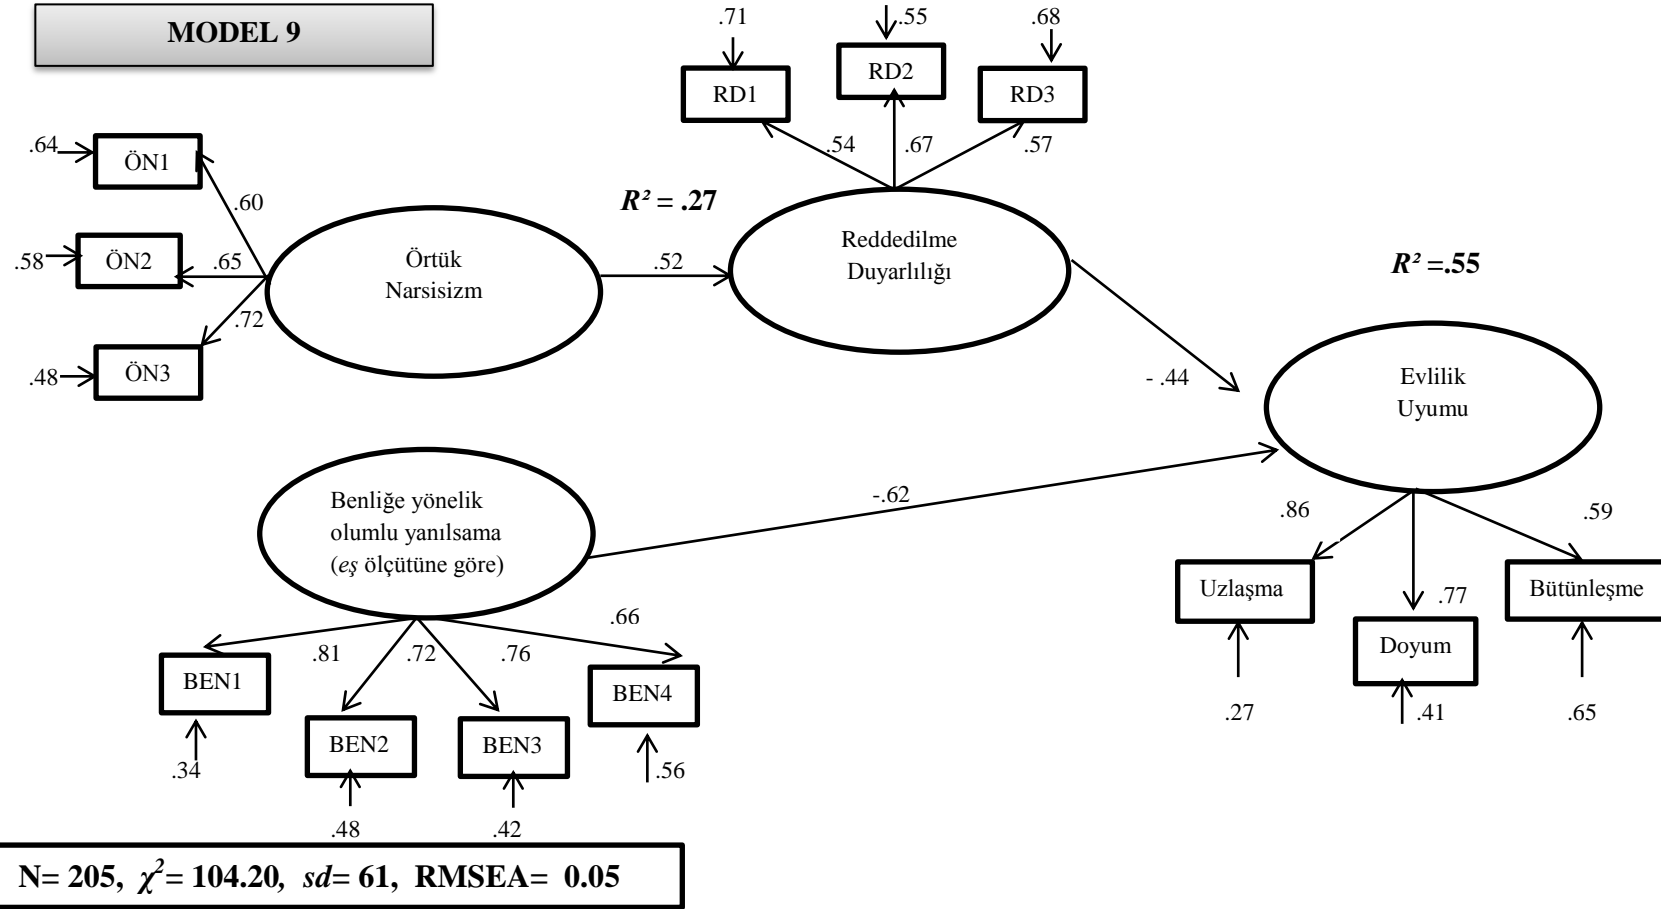 MODEL 9
.71
.55
.68
RD1
RD2
RD3
.54
.67
.57
.64
ÖN1
.60
.58
ÖN2
.65
.72
.48
ÖN3
Örtük
Narsisizm
R² = .27
.52
Reddedilme
Duyarlılığı
R² =.55
- .44
Evlilik
Uyumu
Benliğe yönelik
olumlu yanılsama
(eş ölçütüne göre)
-.62
.86
.59
Uzlaşma
.77
Bütünleşme
Doyum
.27
.41
.65
.81
.72
.76
.66
BEN1
BEN2
BEN3
BEN4
.34
.48
.42
.56
N= 205, χ²= 104.20, sd= 61, RMSEA= 0.05